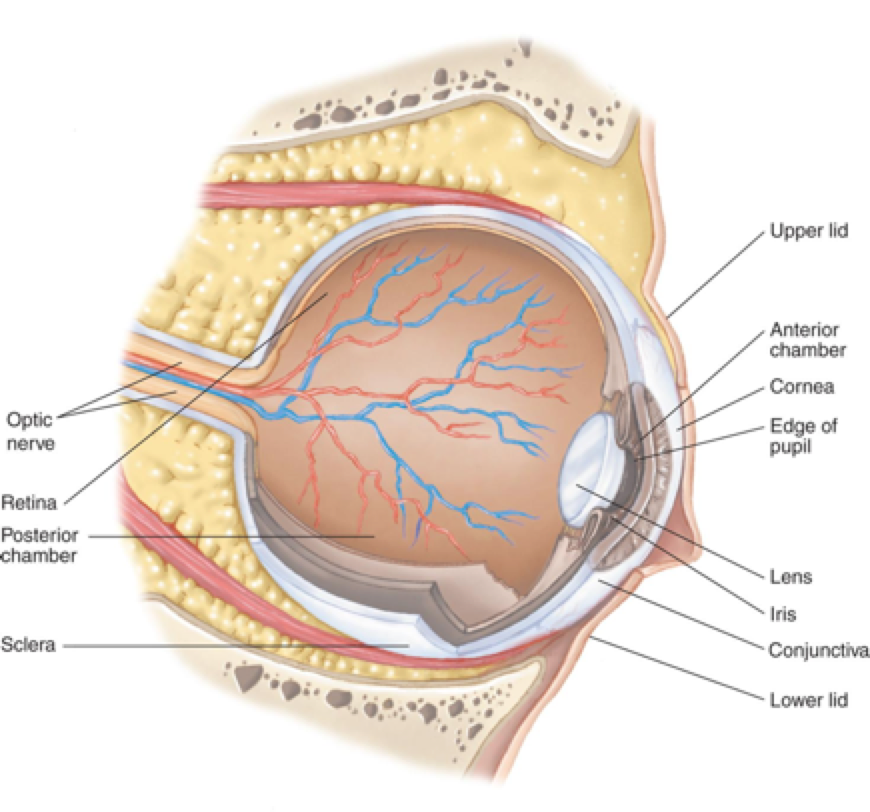 Upper lid
Anterior
chamber
Cornea
Edge of
pupil
Optic
nerve
Retina
Posterior
chamber
Sclera
Lens
Iris
Conjunctiva
Lower lid